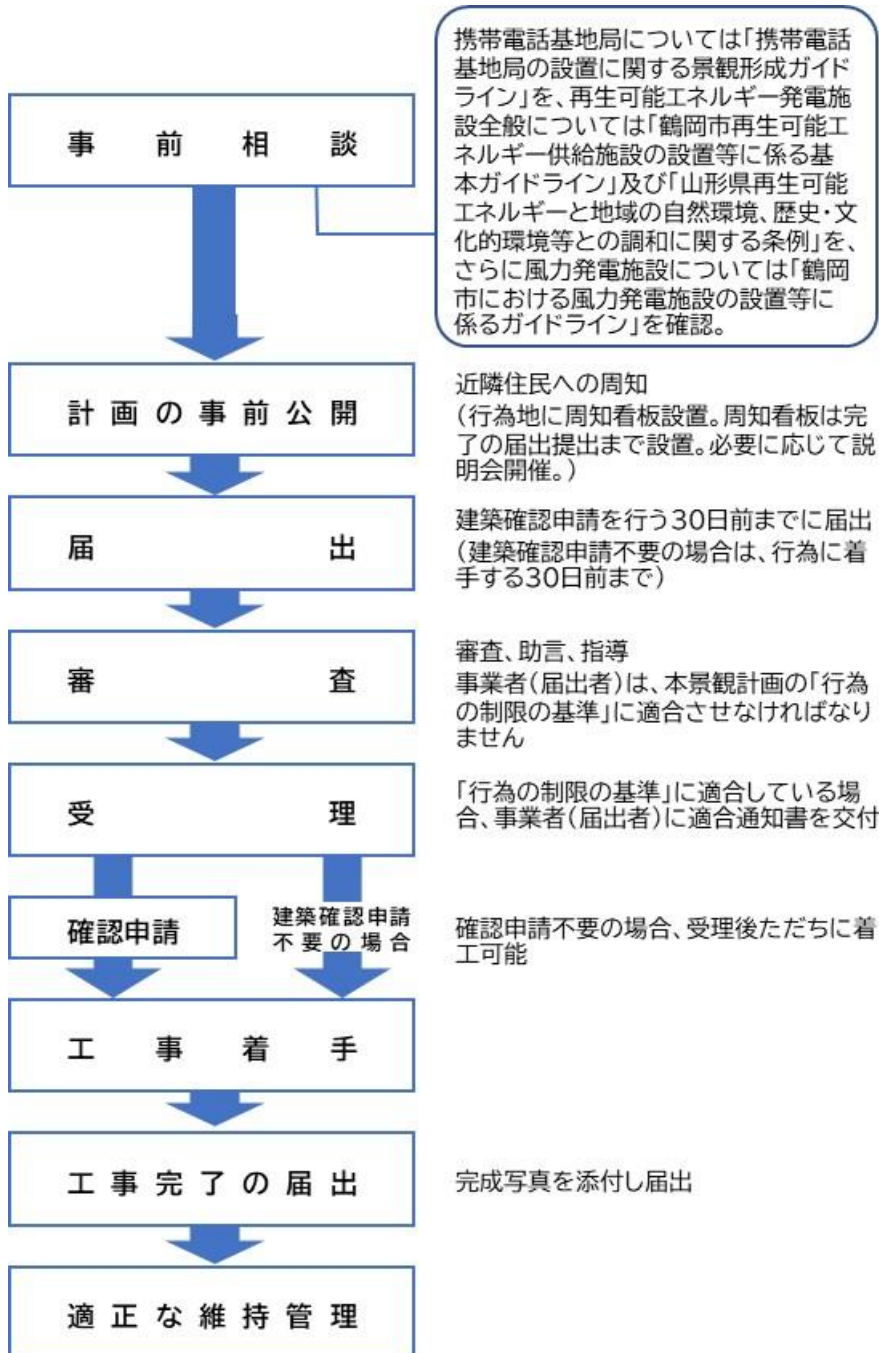 携帯電話基地局については「携帯電話
基地局の設置に関する景観形成ガイド
ライン」を、再生可能エネルギー発電施
設全般については「鶴岡市再生可能エ
ネルギー供給施設の設置等に係る基
本ガイドライン」及び「山形県再生可能
エネルギーと地域の自然環境、歴史・文
化的環境等との調和に関する条例」を、
さらに風力発電施設については「鶴岡
市における風力発電施設の設置等に
係るガイドライン」を確認。
事前相談
計画の事前公開
近隣住民への周知
(行為地に周知看板設置。周知看板は完
了の届出提出まで設置。必要に応じて説
明会開催。)
届出
建築確認申請を行う30日前までに届出
(建築確認申請不要の場合は、行為に着
手する30日前まで)
審査
審査、助言、指導
事業者(届出者)は、本景観計画の「行為
の制限の基準」に適合させなければなり
ません
受理
「行為の制限の基準」に適合している場
合、事業者(届出者)に適合通知書を交付
確認申請
建築確認申請
不要の場合
確認申請不要の場合、受理後ただちに着
工可能
工事着手
工事完了の届出
完成写真を添付し届出
適正な維持管理